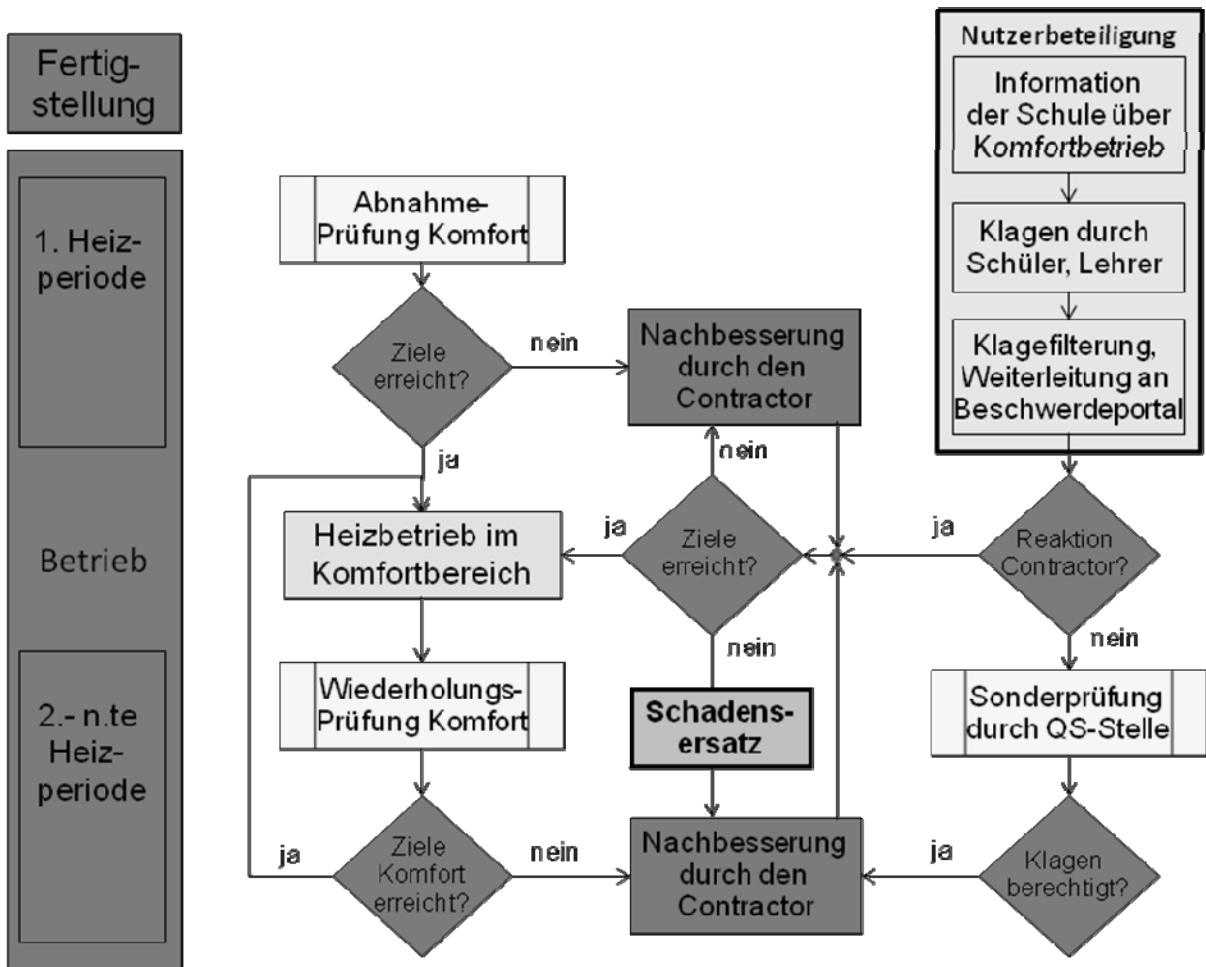 Fertig-
stellung
1. Heiz-
periode
Betrieb
2.- n.te
Heiz-
periode
Abnahme-
Prüfung Komfort
Ziele
erreicht?
nein
ja
Nachbesserung
durch den
Contractor
Heizbetrieb im
Komfortbereich
ja
Ziele
erreicht?
nein
nein
Schadens-
ersatz
Wiederholungs-
Prüfung Komfort
Ziele
Komfort
erreicht?
ja
nein
Nachbesserung
durch den
Contractor
Nutzerbeteiligung
Information
der Schule über
Komfortbetrieb
Klagen durch
Schüler, Lehrer
Klagefilterung,
Weiterleitung an
Beschwerdeportal
Reaktion
Contractor?
ja
nein
Sonderprüfung
durch QS-Stelle
Klagen
berechtigt?
ja